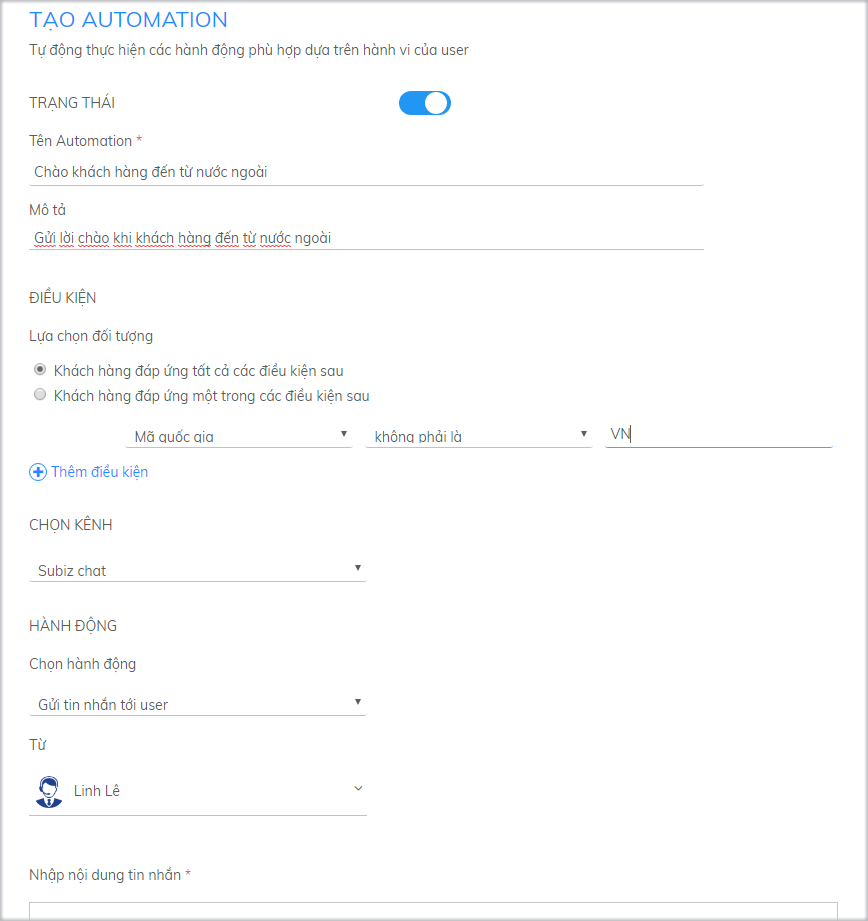 TẠO AUTOMATION
Tự động thực hiện các hành động phù hợp dựa trên hành vi của user
TRẠNG THÁI
Tên Automation *
Chào khách hàng đến từ nước ngoài
Mô tả
Gửi lời chào khi khách hàng đến từ nước ngoài
ĐIỀU KIỆN
Lựa chọn đối tượng
Khách hàng đáp ứng tất cả các điều kiện sau
Khách hàng đáp ứng một trong các điều kiện sau
Mã quốc gia không phải là VN
Thêm điều kiện
CHỌN KÊNH
Subiz chat
HÀNH ĐỘNG
Chọn hành động
Gửi tin nhắn tới user
Từ
Linh Lê
Nhập nội dung tin nhắn *